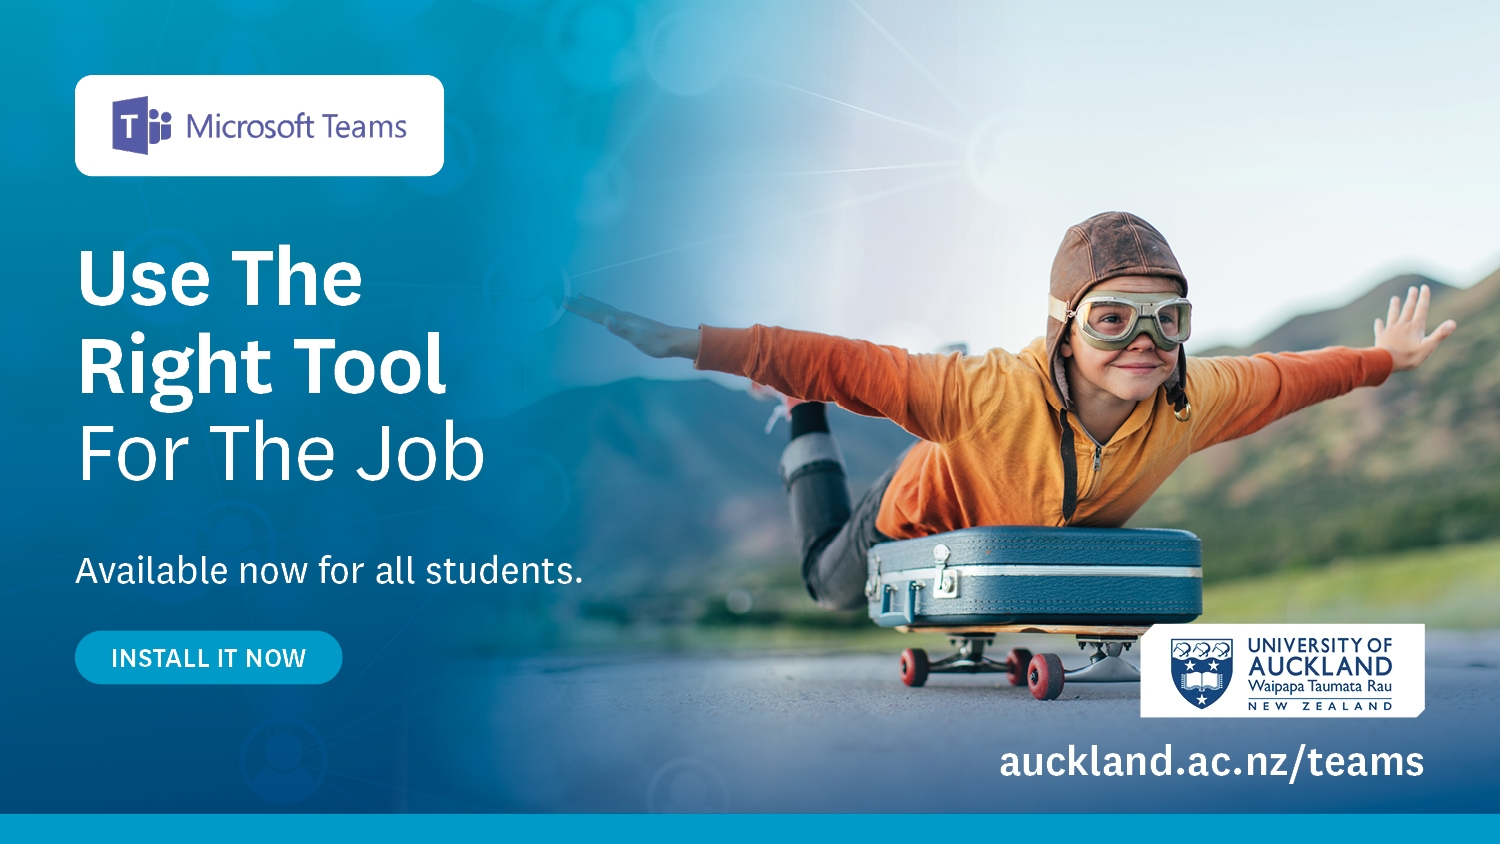 Microsoft Teams
Use The
Right Tool
For The Job
Available now for all students.
INSTALL IT NOW
UNIVERSITY OF
AUCKLAND
Waipapa Taumata Rau
NEW ZEALAND
auckland.ac.nz/teams